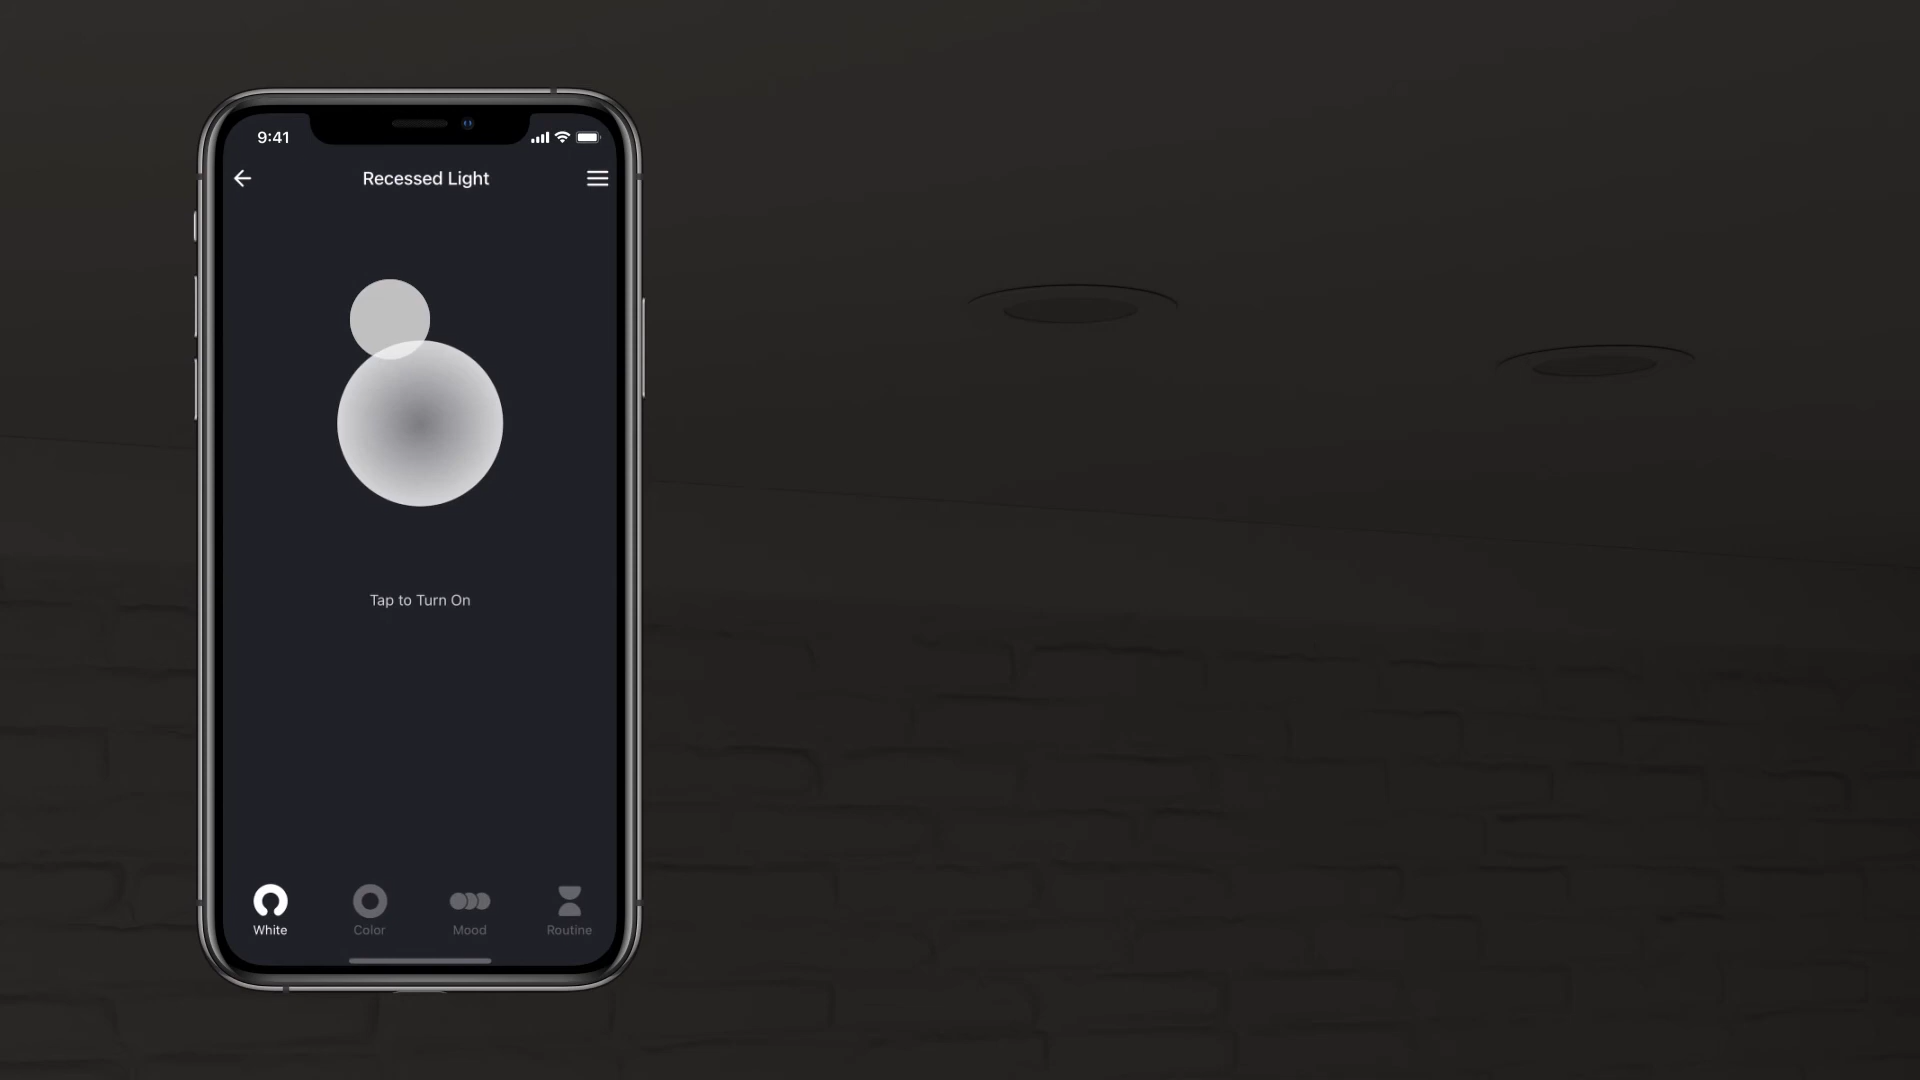 9:41
Recessed Light
Tap to Turn On
White
Color
Mood
Routine